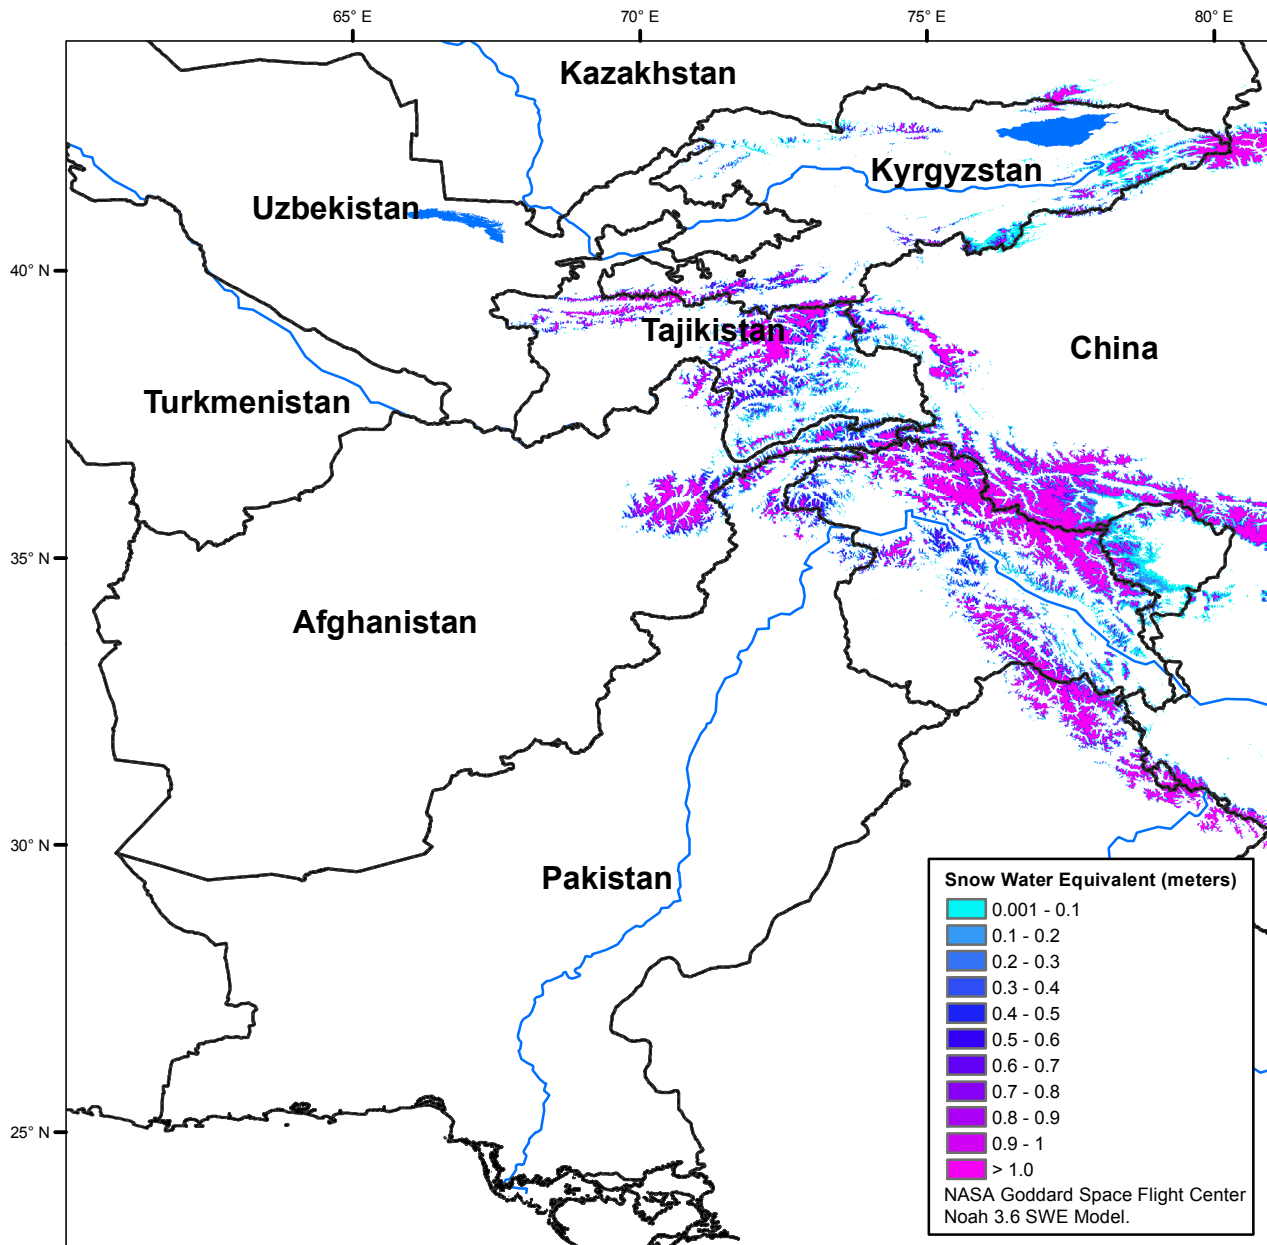 65° E
70° E
75° E
80° E
Kazakhstan
Kyrgyzstan
Uzbekistan
40° N
Tajikistan
China
Turkmenistan
35° N
Afghanistan
30° N
Pakistan
25° N
Snow Water Equivalent (meters)
0.001 - 0.1
0.1 - 0.2
0.2 - 0.3
0.3 - 0.4
0.4 - 0.5
0.5 - 0.6
0.6 - 0.7
0.7 - 0.8
0.8 - 0.9
0.9 - 1
> 1.0
NASA Goddard Space Flight Center
Noah 3.6 SWE Model.